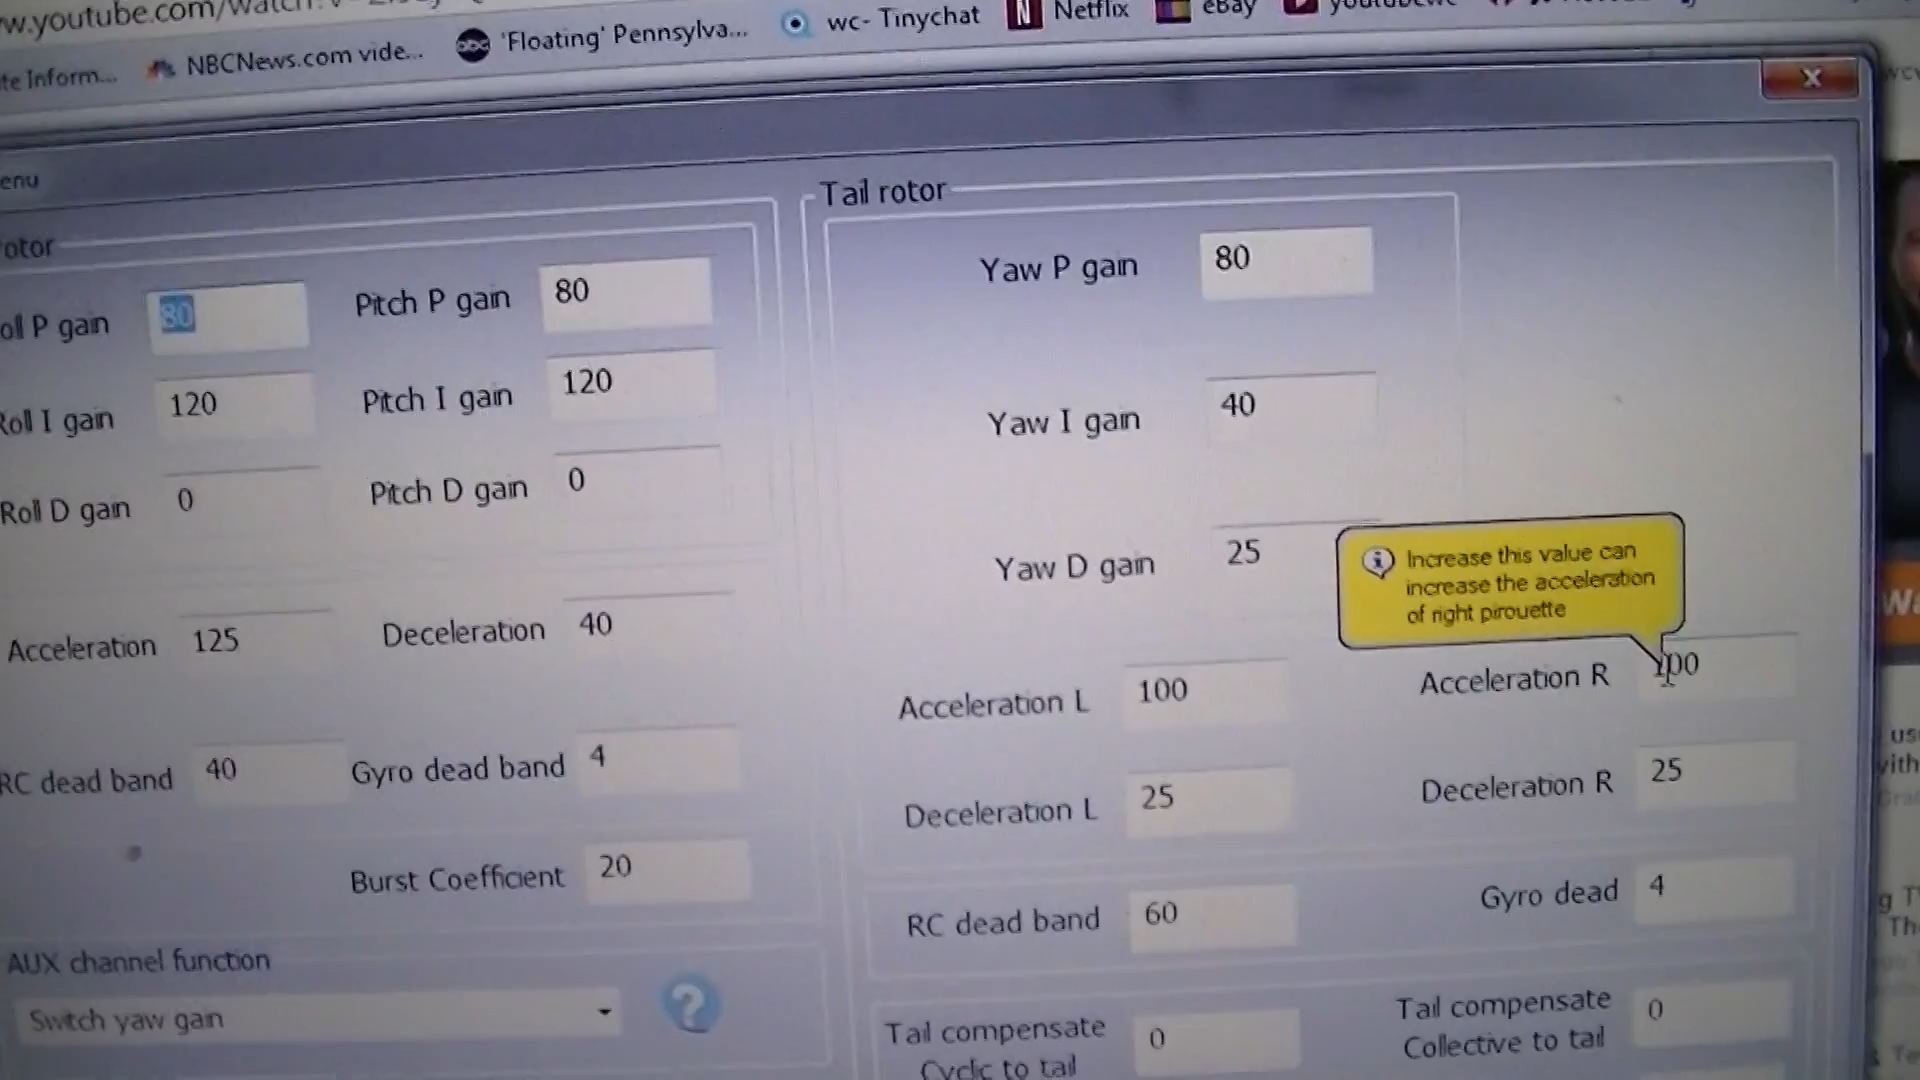 NBCNews.com vide...
'Floating' Pennsylva...
wc- Tinychat
Netflix
eBay
te Inform...
enu
otor
oll P gain
80
Pitch P gain
80
Roll I gain
120
Pitch I gain
120
Roll D gain
0
Pitch D gain
0
Acceleration
125
Deceleration
40
RC dead band
40
Gyro dead band
4
Burst Coefficient
20
AUX channel function
Switch yaw gain
?
Tail rotor
Yaw P gain
80
Yaw I gain
40
Yaw D gain
25
Increase this value can
increase the acceleration
of right pirouette
Acceleration L
100
Acceleration R
100
Deceleration L
25
Deceleration R
25
RC dead band
60
Gyro dead
4
Tail compensate
Cyclic to tail
0
Tail compensate
Collective to tail
0